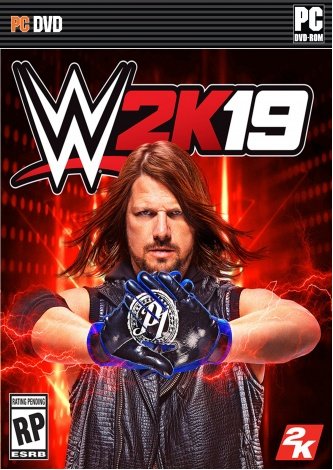 PC DVD
PC
DVD-ROM
W 2K19
RATING PENDING
RP
ESRB
2K